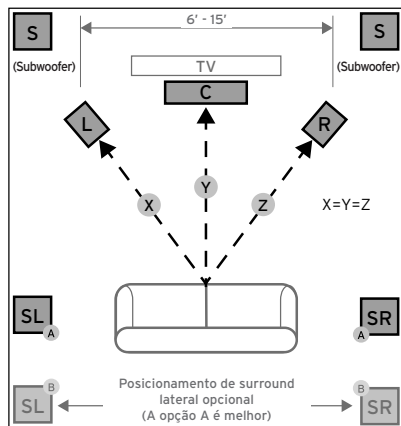 S
6' - 15'
S
(Subwoofer)
TV
(Subwoofer)
C
L
R
Y
X
Z
X=Y=Z
SL
A
SR
A
B
SL
Posicionamento de surround
lateral opcional
(A opção A é melhor)
B
SR